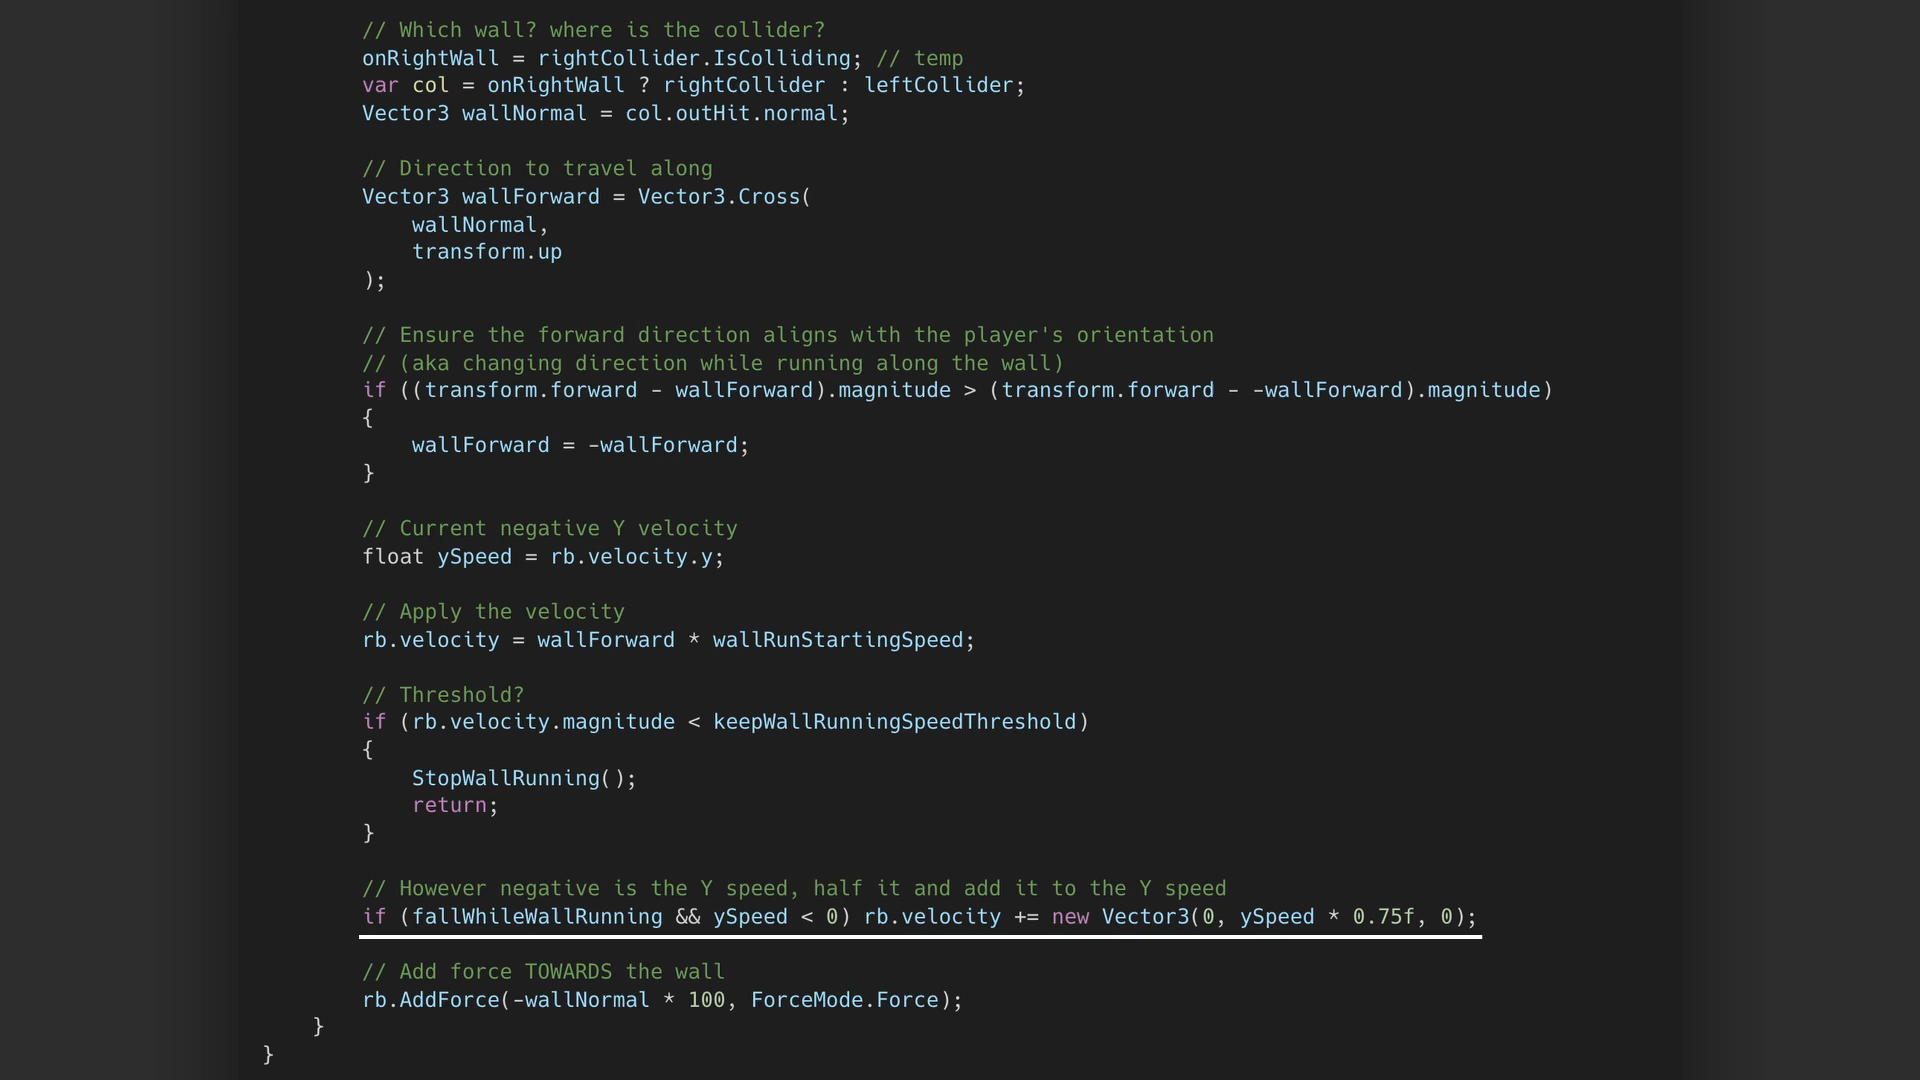 // Which wall? where is the collider?
onRightWall = rightCollider.IsColliding; // temp
var col = onRightWall ? rightCollider : leftCollider;
Vector3 wallNormal = col.outHit.normal;
// Direction to travel along
Vector3 wallForward = Vector3.Cross(
wallNormal,
transform.up
);
// Ensure the forward direction aligns with the player's orientation
// (aka changing direction while running along the wall)
if ((transform.forward - wallForward).magnitude > (transform.forward - -wallForward).magnitude)
{
wallForward = -wallForward;
}
// Current negative Y velocity
float ySpeed = rb.velocity.y;
// Apply the velocity
rb.velocity = wallForward * wallRunStartingSpeed;
// Threshold?
if (rb.velocity.magnitude < keepWallRunningSpeedThreshold)
{
StopWallRunning();
return;
}
// However negative is the Y speed, half it and add it to the Y speed
if (fallWhileWallRunning && ySpeed < 0) rb.velocity += new Vector3(0, ySpeed * 0.75f, 0);
// Add force TOWARDS the wall
rb.AddForce(-wallNormal * 100, ForceMode.Force);
}
}